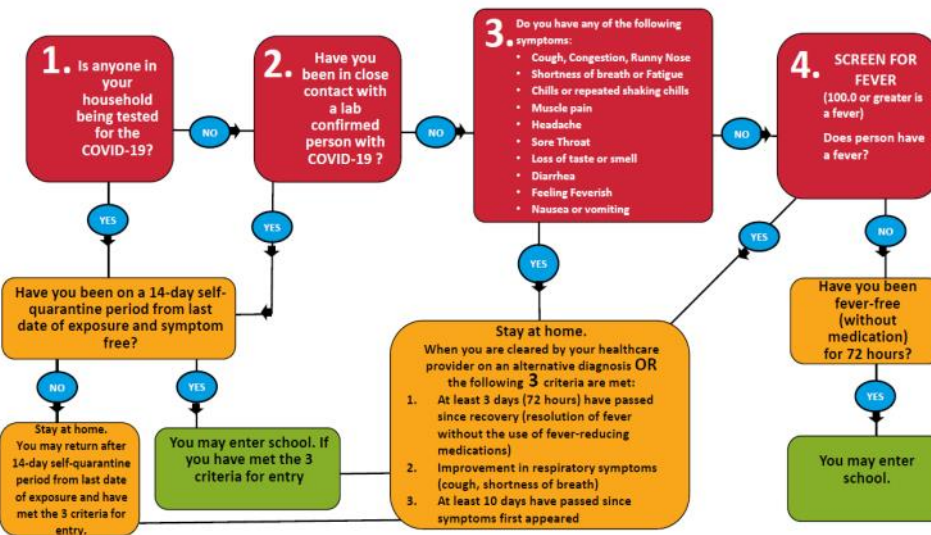 1. Is anyone in
your
household
being tested
for the
COVID-19?
NO
2. Have you
been in close
contact with
a lab
confirmed
person with
COVID-19 ?
NO
3. Do you have any of the following
symptoms:
• Cough, Congestion, Runny Nose
• Shortness of breath or Fatigue
• Chills or repeated shaking chills
• Muscle pain
• Headache
• Sore Throat
• Loss of taste or smell
• Diarrhea
• Feeling Feverish
• Nausea or vomiting
NO
4. SCREEN FOR
FEVER
(100.0 or greater is
a fever)
Does person have
a fever?
YES
YES
YES
YES
NO
Have you been on a 14-day self-
quarantine period from last
date of exposure and symptom
free?
NO
YES
Stay at home.
You may return after
14-day self-quarantine
period from last date
of exposure and have
met the 3 criteria for
entry.
You may enter school. If
you have met the 3
criteria for entry
Stay at home.
When you are cleared by your healthcare
provider on an alternative diagnosis OR
the following 3 criteria are met:
1. At least 3 days (72 hours) have passed
since recovery (resolution of fever
without the use of fever-reducing
medications)
2. Improvement in respiratory symptoms
(cough, shortness of breath)
3. At least 10 days have passed since
symptoms first appeared
Have you been
fever-free
(without
medication)
for 72 hours?
YES
You may enter
school.